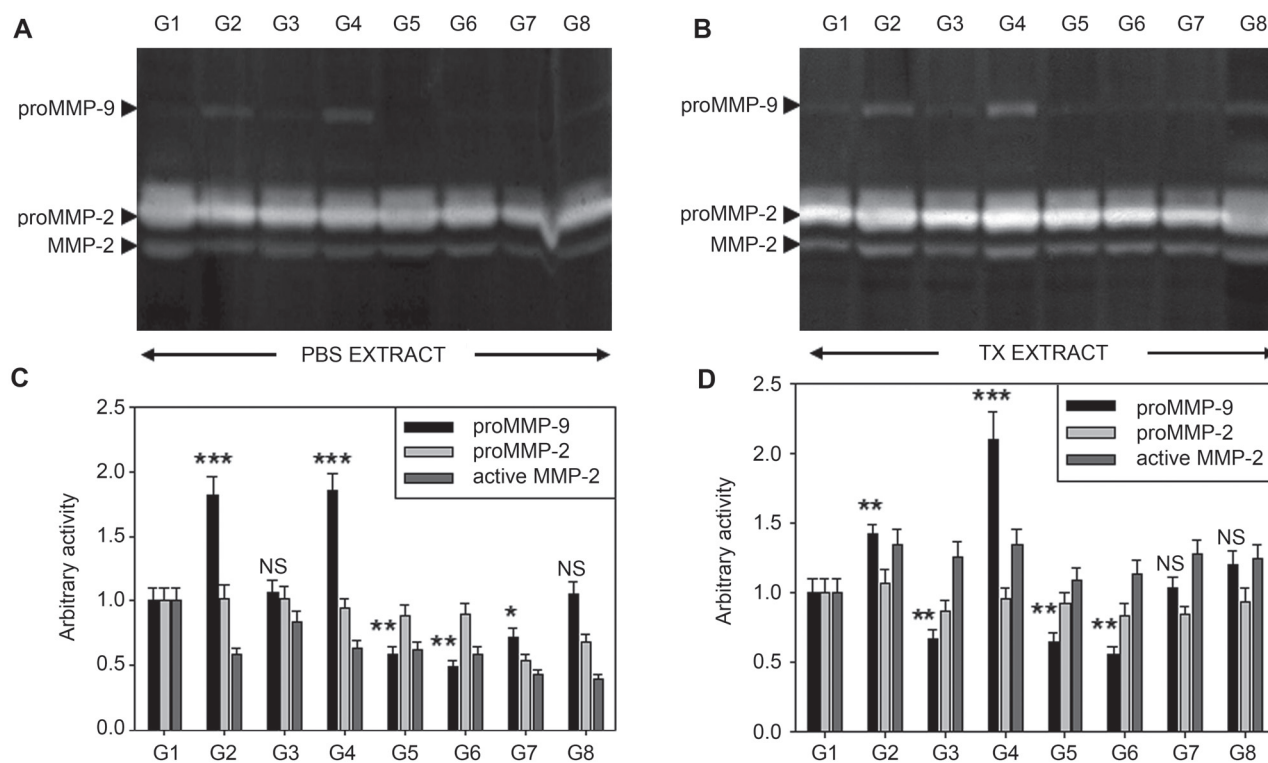 A
G1 G2 G3 G4 G5 G6 G7 G8
proMMP-9
proMMP-2
MMP-2
PBS EXTRACT
B
G1 G2 G3 G4 G5 G6 G7 G8
proMMP-9
proMMP-2
MMP-2
TX EXTRACT
C
Arbitrary activity
2.5
2.0
1.5
1.0
0.5
0.0
proMMP-9
proMMP-2
active MMP-2
*** NS *** ** ** * NS
G1 G2 G3 G4 G5 G6 G7 G8
D
Arbitrary activity
2.5
2.0
1.5
1.0
0.5
0.0
proMMP-9
proMMP-2
active MMP-2
** ** *** ** ** NS NS
G1 G2 G3 G4 G5 G6 G7 G8